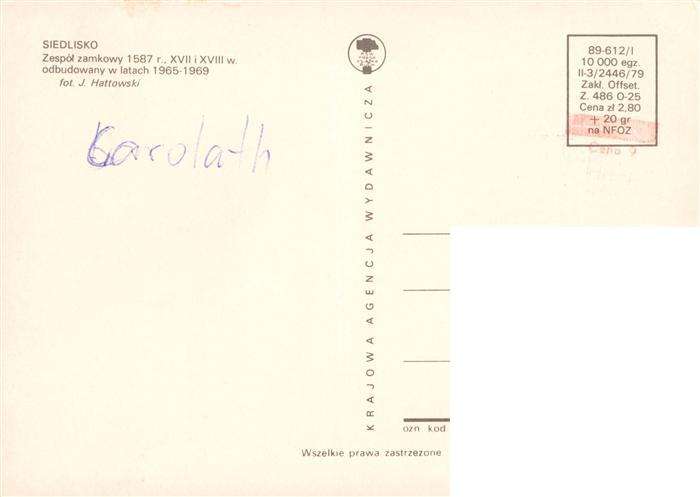 SIEDLISKO
Zespół zamkowy 1587 r., XVII i XVIII w.
odbudowany w latach 1965-1969
fot. J. Hattowski
Carolath
KRAJOWA AGENCJA WYDAWNICZA
89-612/I
10 000 egz.
II-3/2446/79
Zakł. Offset.
Z. 486 O-25
Cena zł 2,80
+ 20 gr
na NFOZ
Cena
ozn kod
Wszelkie prawa zastrzeżone